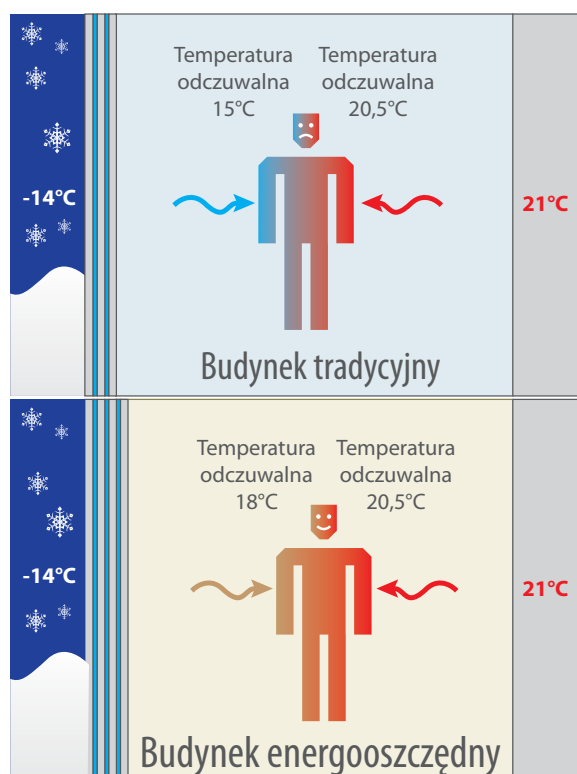 Temperatura
odczuwalna
15°C
Temperatura
odczuwalna
20,5°C
-14°C
21°C
Budynek tradycyjny
Temperatura
odczuwalna
18°C
Temperatura
odczuwalna
20,5°C
-14°C
21°C
Budynek energooszczędny